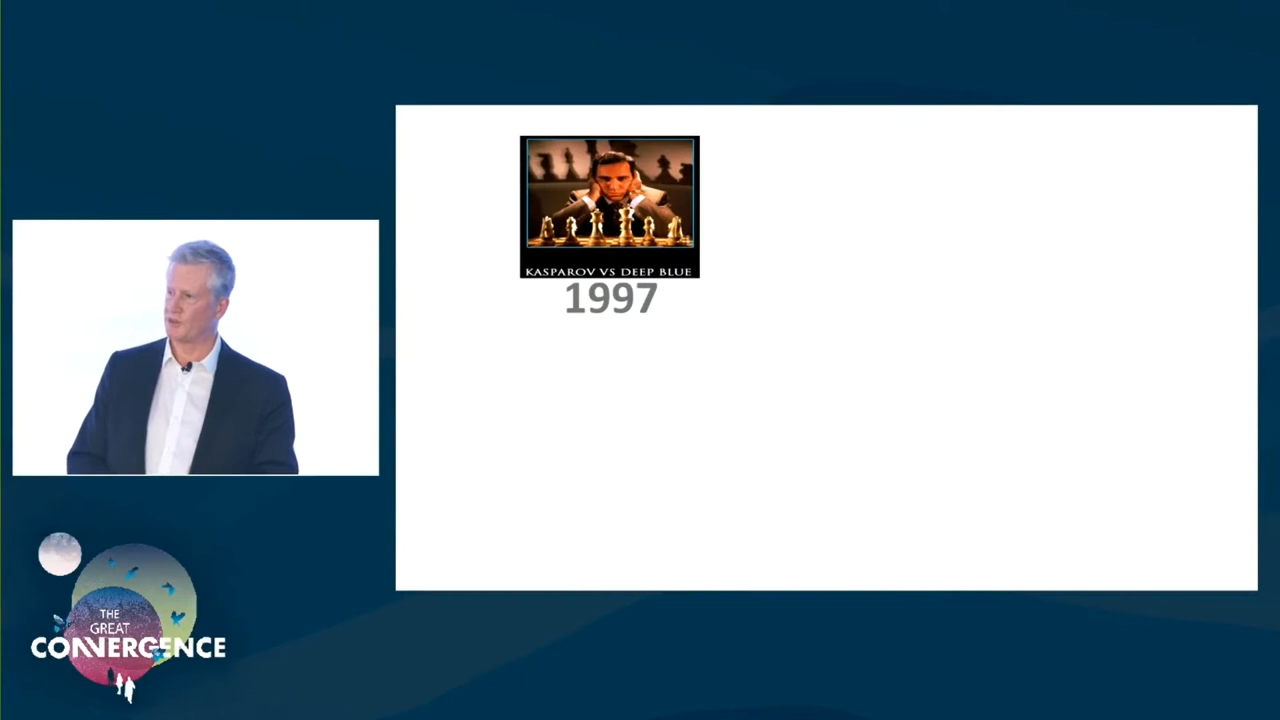 KASPAROV VS DEEP BLUE
1997
THE
GREAT
CONVERGENCE